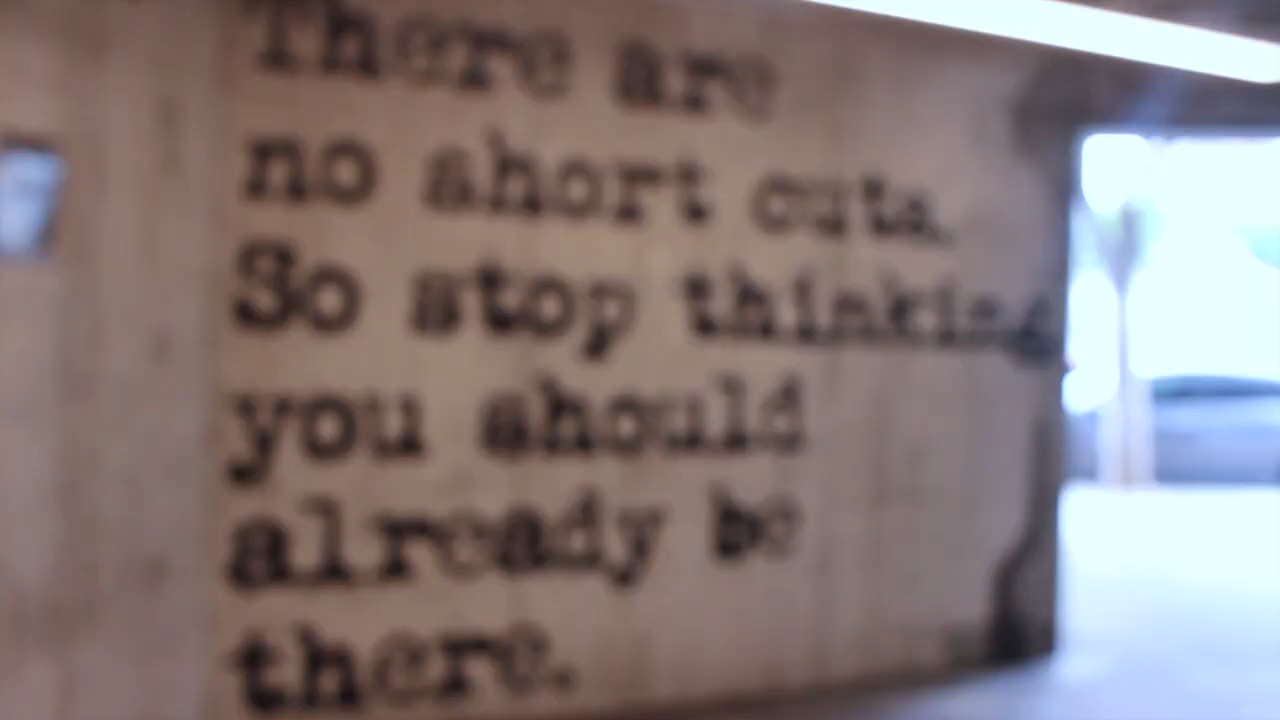 There are
no short cuts.
So stop thinking
you should
already be
there.